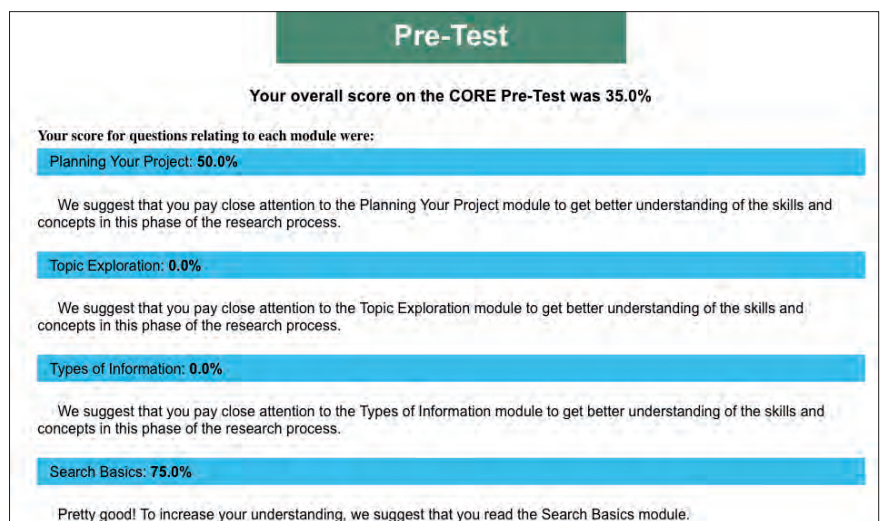 Pre-Test
Your overall score on the CORE Pre-Test was 35.0%
Your score for questions relating to each module were:
Planning Your Project: 50.0%
We suggest that you pay close attention to the Planning Your Project module to get better understanding of the skills and
concepts in this phase of the research process.
Topic Exploration: 0.0%
We suggest that you pay close attention to the Topic Exploration module to get better understanding of the skills and
concepts in this phase of the research process.
Types of Information: 0.0%
We suggest that you pay close attention to the Types of Information module to get better understanding of the skills and
concepts in this phase of the research process.
Search Basics: 75.0%
Pretty good! To increase your understanding, we suggest that you read the Search Basics module.